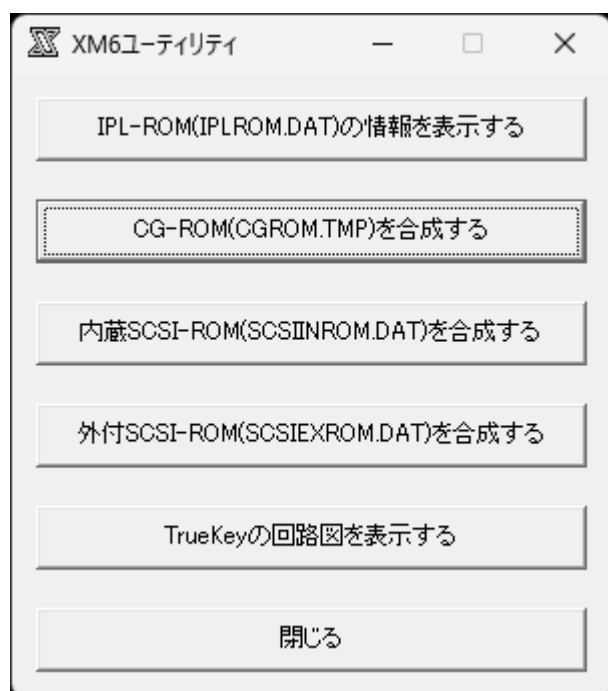 XM6ユーティリティ
IPL-ROM(IPLROM.DAT)の情報を表示する
CG-ROM(CGROM.TMP)を合成する
内蔵SCSI-ROM(SCSIINROM.DAT)を合成する
外付SCSI-ROM(SCSIEXROM.DAT)を合成する
TrueKeyの回路図を表示する
閉じる